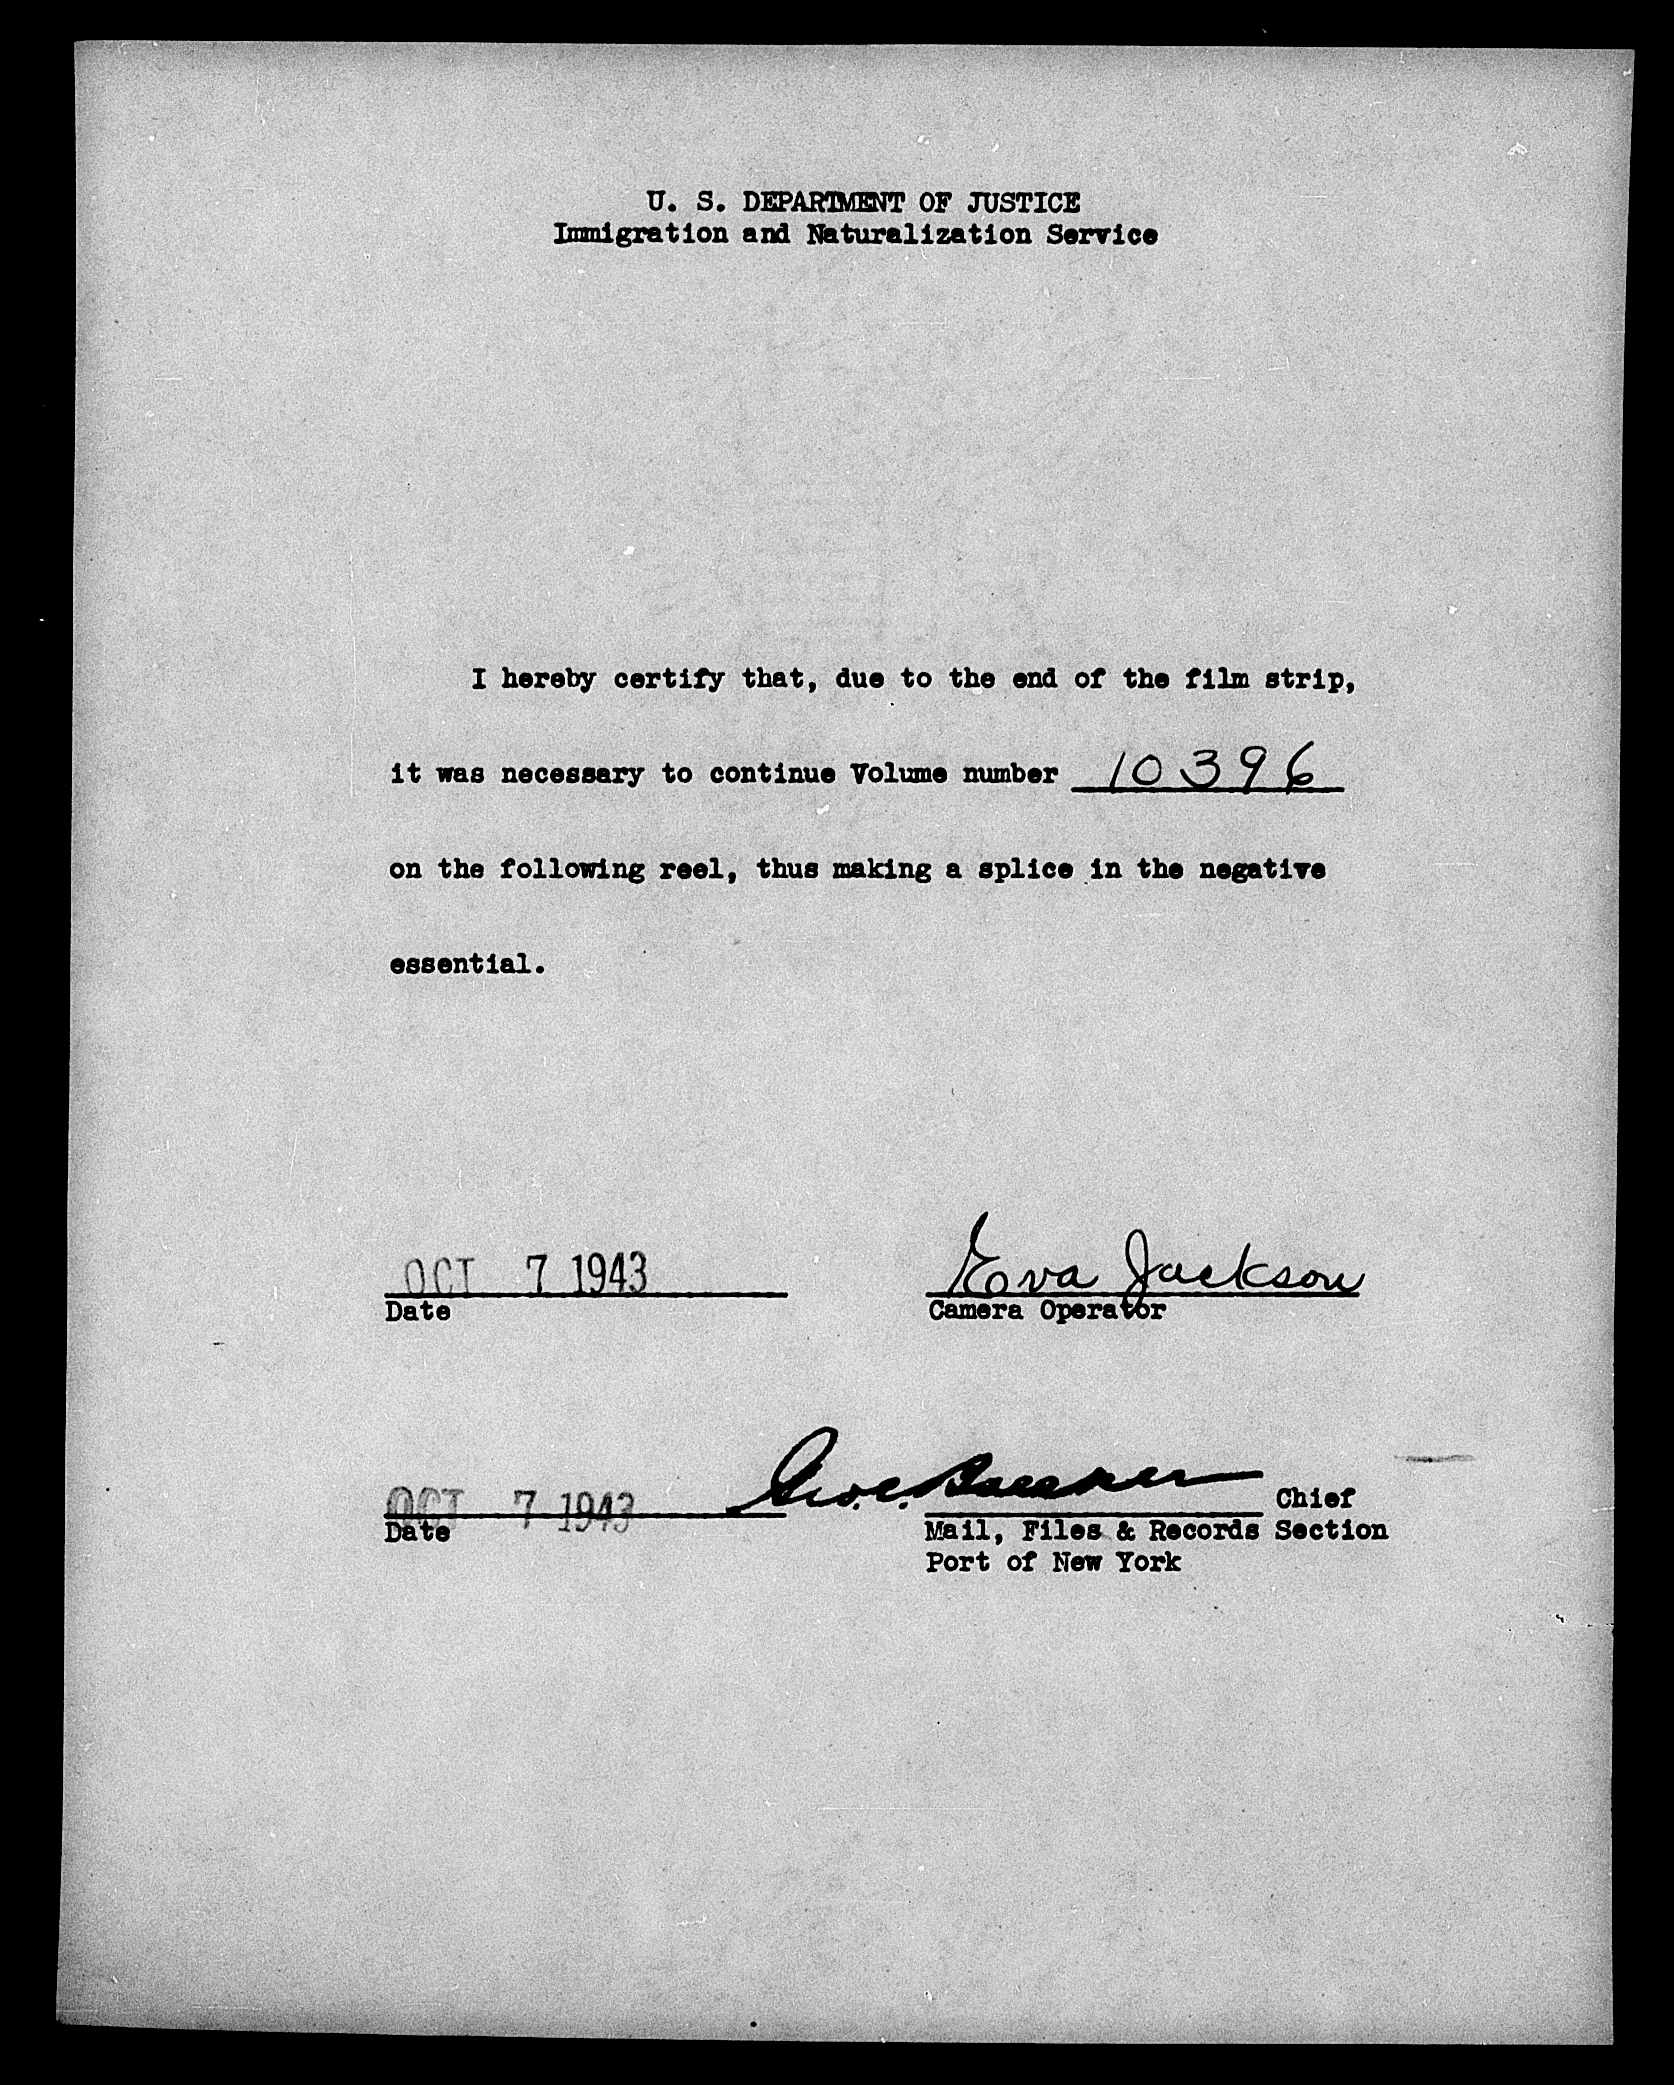 U. S. DEPARTMENT OF JUSTICE
Immigration and Naturalization Service
I hereby certify that, due to the end of the film strip,
it was necessary to continue Volume number 10396
on the following reel, thus making a splice in the negative
essential.
OCT 7 1943
Eva Jackson
Date
Camera Operator
OCT 7 1943
Chief
Date
Mail, Files & Records Section
Port of New York